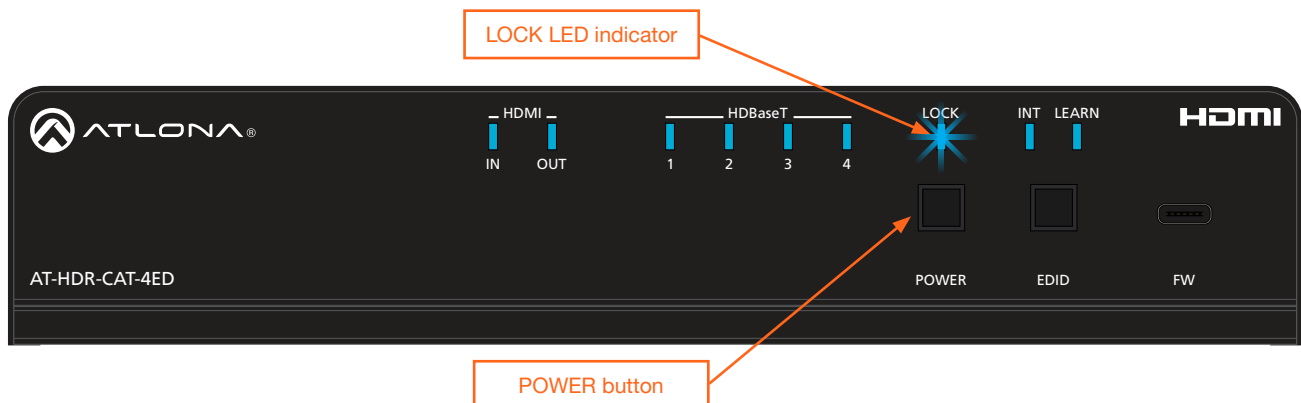 LOCK LED indicator
ATLONA®
HDMI
HDBaseT
LOCK
INT LEARN
HDMI
IN OUT
1 2 3 4
AT-HDR-CAT-4ED
POWER
EDID
FW
POWER button